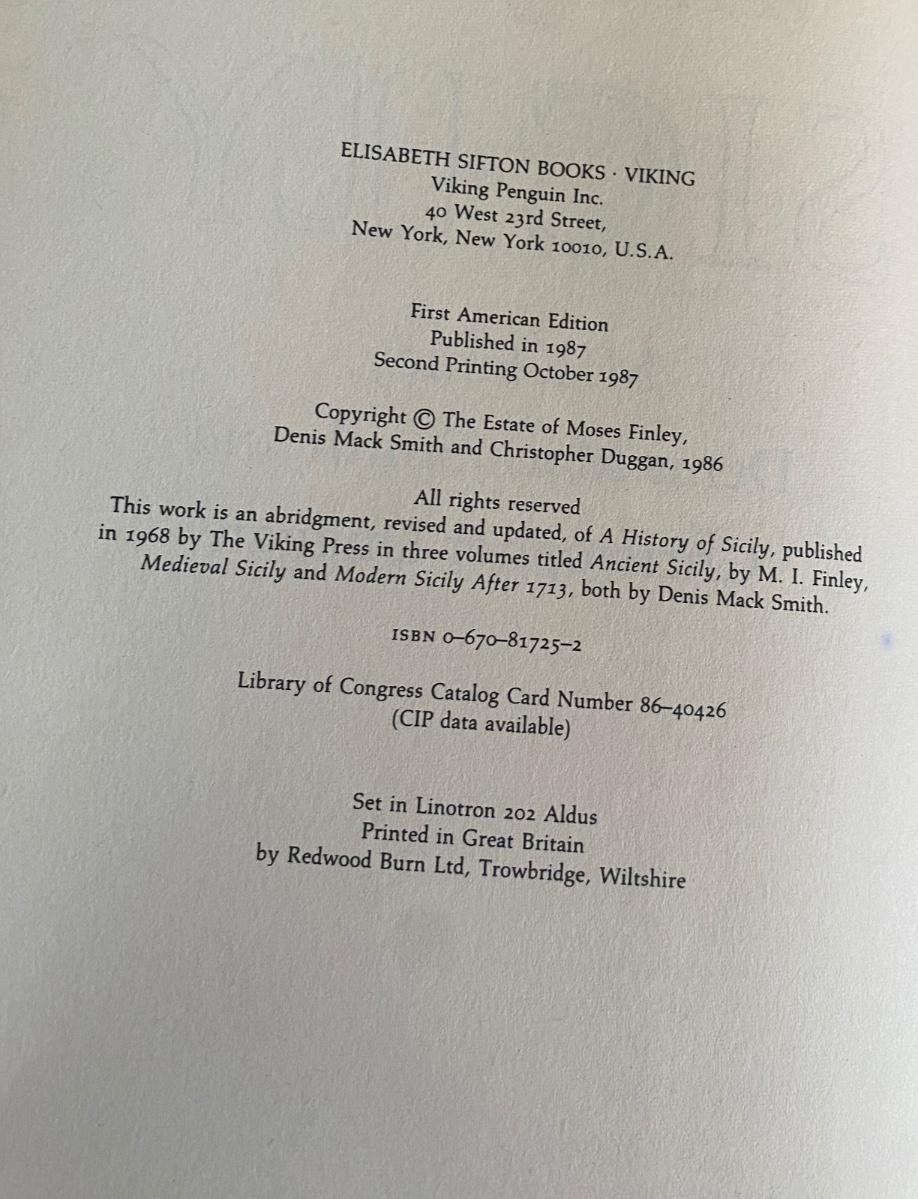 ELISABETH SIFTON BOOKS · VIKING
Viking Penguin Inc.
40 West 23rd Street,
New York, New York 10010, U.S.A.
First American Edition
Published in 1987
Second Printing October 1987
Copyright © The Estate of Moses Finley,
Denis Mack Smith and Christopher Duggan, 1986
All rights reserved
This work is an abridgment, revised and updated, of A History of Sicily, published
in 1968 by The Viking Press in three volumes titled Ancient Sicily, by M. I. Finley,
Medieval Sicily and Modern Sicily After 1713, both by Denis Mack Smith.
ISBN 0–670–81725–2
Library of Congress Catalog Card Number 86–40426
(CIP data available)
Set in Linotron 202 Aldus
Printed in Great Britain
by Redwood Burn Ltd, Trowbridge, Wiltshire